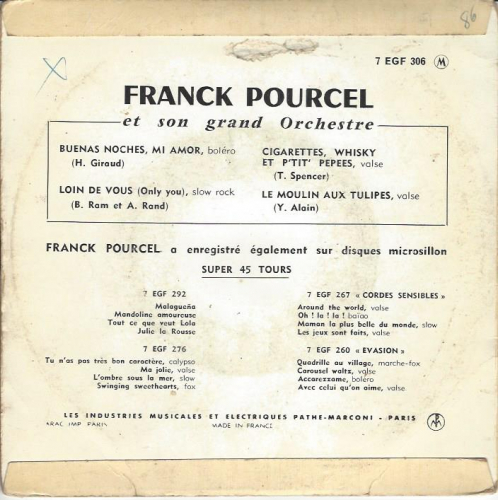 86
7 EGF 306 M
FRANCK POURCEL
et son grand Orchestre
BUENAS NOCHES, MI AMOR, boléro
(H. Giraud)
LOIN DE VOUS (Only you), slow rock
(B. Ram et A. Rand)
CIGARETTES, WHISKY
ET P'TIT' PEPEES, valse
(T. Spencer)
LE MOULIN AUX TULIPES, valse
(Y. Alain)
FRANCK POURCEL a enregistré également sur disques microsillon
SUPER 45 TOURS
7 EGF 292
Malagueña
Mandoline amoureuse
Tout ce que veut Lola
Julie la Rousse
7 EGF 276
Tu n'as pas très bon caractère, calypso
Ma jolie, valse
L'ombre sous la mer, slow
Swinging sweethearts, fox
7 EGF 267 « CORDES SENSIBLES »
Around the world, valse
Oh ! la ! la ! baïao
Maman la plus belle du monde, slow
Les jeux sont faits, valse
7 EGF 260 « EVASION »
Quadrille au village, marche-fox
Carousel waltz, valse
Accarezzame, boléro
Avec celui qu'on aime, valse
LES INDUSTRIES MUSICALES ET ELECTRIQUES PATHE-MARCONI - PARIS
DRAC IMP PARIS
MADE IN FRANCE